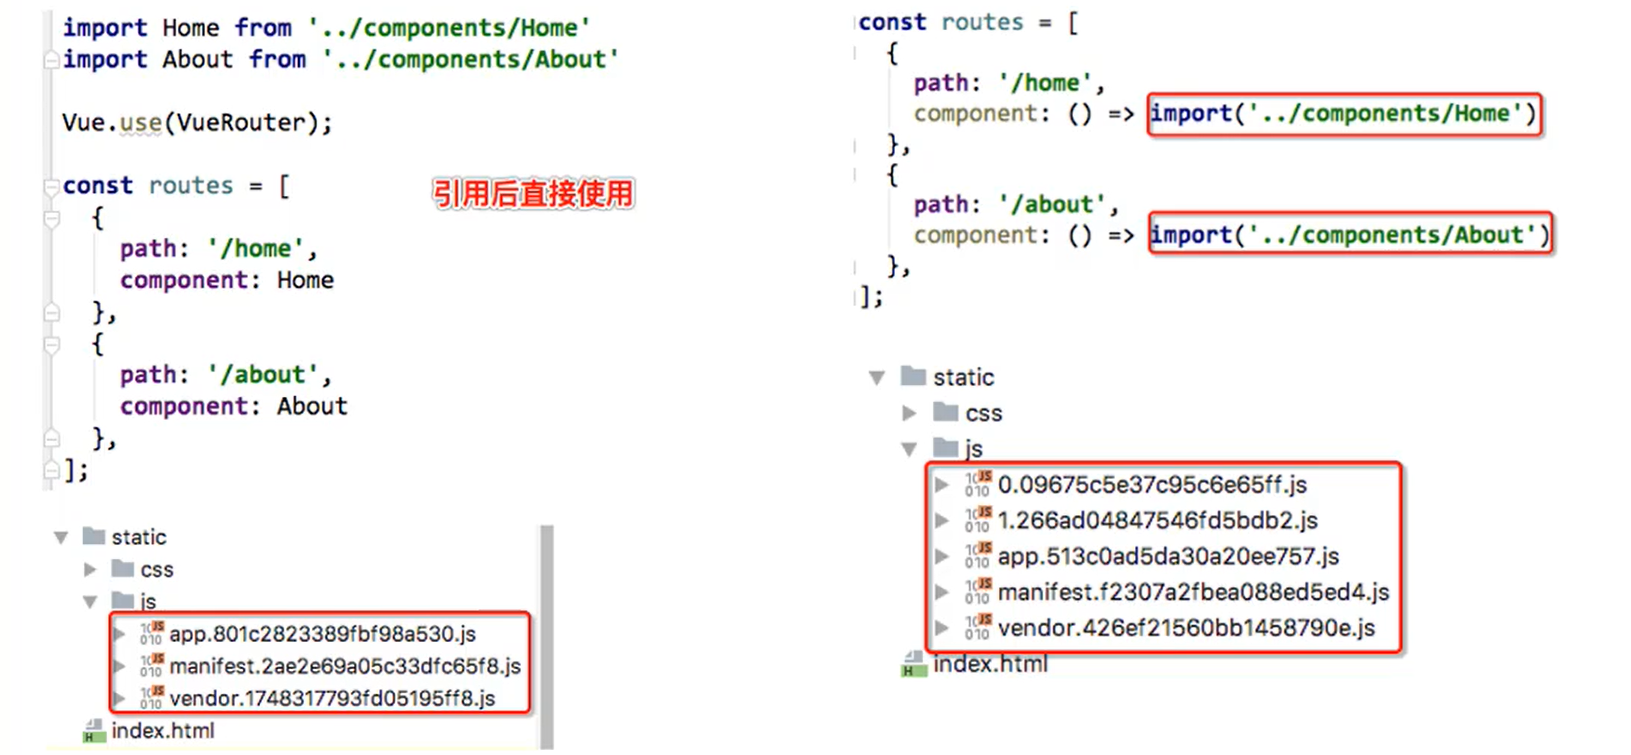 import Home from '../components/Home'
import About from '../components/About'
Vue.use(VueRouter);
const routes = [
{
path: '/home',
component: Home
},
{
path: '/about',
component: About
},
];
引用后直接使用
static
css
js
app.801c2823389fbf98a530.js
manifest.2ae2e69a05c33dfc65f8.js
vendor.1748317793fd05195ff8.js
index.html
const routes = [
{
path: '/home',
component: () => import('../components/Home')
},
{
path: '/about',
component: () => import('../components/About')
},
];
static
css
js
0.09675c5e37c95c6e65ff.js
1.266ad04847546fd5bdb2.js
app.513c0ad5da30a20ee757.js
manifest.f2307a2fbea088ed5ed4.js
vendor.426ef21560bb1458790e.js
index.html